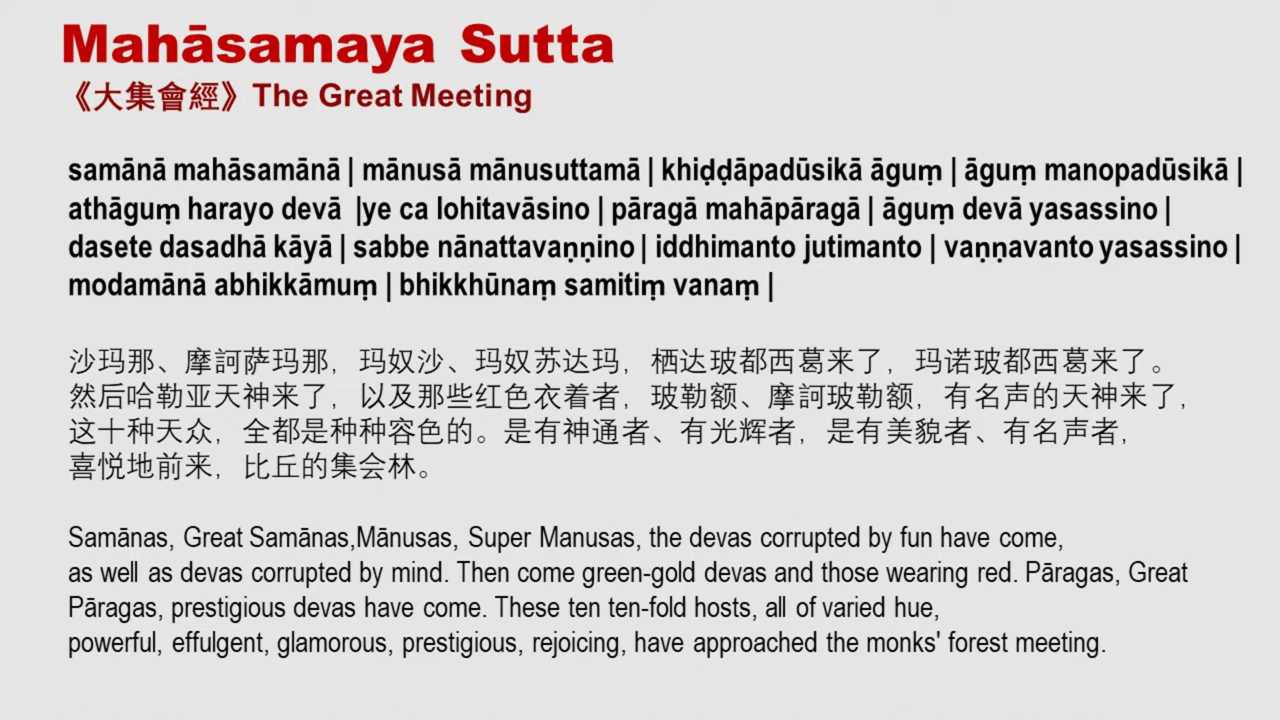 Mahāsamaya Sutta
《大集會經》The Great Meeting
samānā mahāsamānā | mānusā mānusuttamā | khiḍḍāpadūsikā āguṃ | āguṃ manopadūsikā |
athāguṃ harayo devā |ye ca lohitavāsino | pāragā mahāpāragā | āguṃ devā yasassino |
dasete dasadhā kāyā | sabbe nānattavaṇṇino | iddhimanto jutimanto | vaṇṇavanto yasassino |
modamānā abhikkāmuṃ | bhikkhūnaṃ samitiṃ vanaṃ |
沙玛那、摩訶萨玛那，玛奴沙、玛奴苏达玛，栖达玻都西葛来了，玛诺玻都西葛来了。
然后哈勒亚天神来了，以及那些红色衣着者，玻勒额、摩訶玻勒额，有名声的天神来了，
这十种天众，全都是种种容色的。是有神通者、有光辉者，是有美貌者、有名声者，
喜悦地前来，比丘的集会林。
Samānas, Great Samānas,Mānusas, Super Manusas, the devas corrupted by fun have come,
as well as devas corrupted by mind. Then come green-gold devas and those wearing red. Pāragas, Great
Pāragas, prestigious devas have come. These ten ten-fold hosts, all of varied hue,
powerful, effulgent, glamorous, prestigious, rejoicing, have approached the monks' forest meeting.